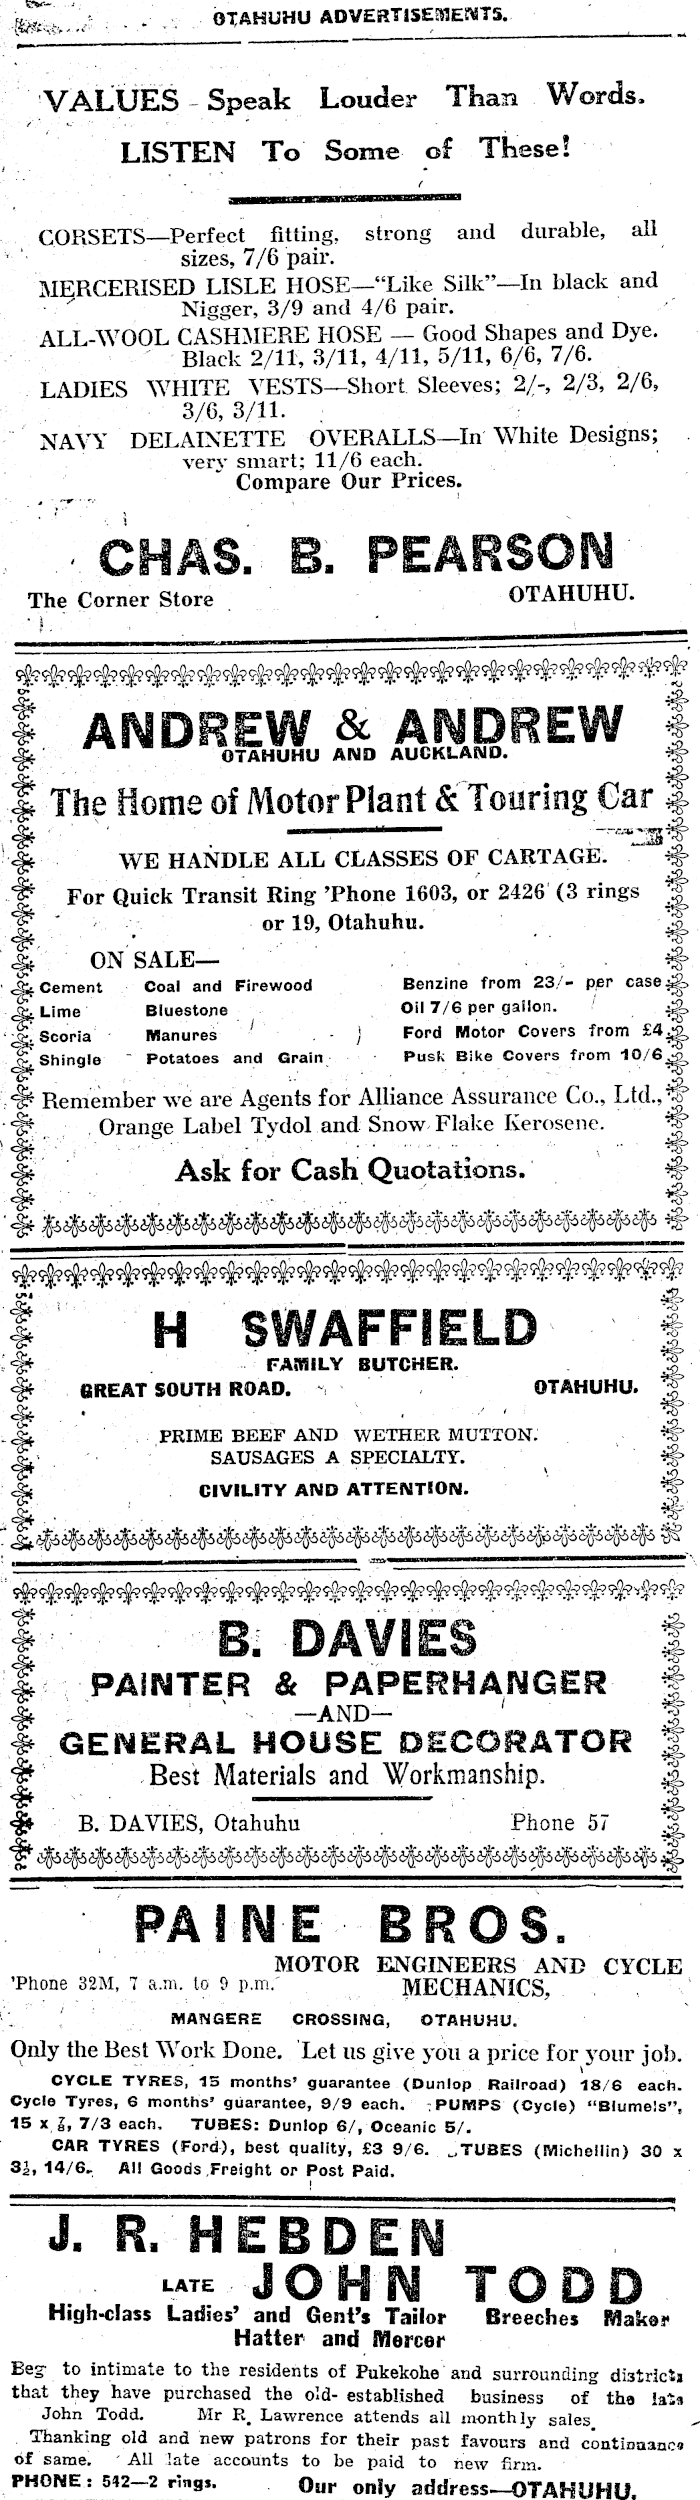 OTAHUHU ADVERTISEMENTS.
VALUES - Speak Louder Than Words.
LISTEN To Some of These!
CORSETS—Perfect fitting, strong and durable, all
sizes, 7/6 pair.
MERCERISED LISLE HOSE—“Like Silk”—In black and
Nigger, 3/9 and 4/6 pair.
ALL-WOOL CASHMERE HOSE — Good Shapes and Dye.
Black 2/11, 3/11, 4/11, 5/11, 6/6, 7/6.
LADIES WHITE VESTS—Short Sleeves; 2/-, 2/3, 2/6,
3/6, 3/11.
NAVY DELAINETTE OVERALLS—In White Designs;
very smart; 11/6 each.
Compare Our Prices.
CHAS. B. PEARSON
The Corner Store OTAHUHU.
ANDREW & ANDREW
OTAHUHU AND AUCKLAND.
The Home of Motor Plant & Touring Car
WE HANDLE ALL CLASSES OF CARTAGE.
For Quick Transit Ring 'Phone 1603, or 2426 (3 rings
or 19, Otahuhu.
ON SALE—
Cement Coal and Firewood Benzine from 23/- per case
Lime Bluestone Oil 7/6 per gallon.
Scoria Manures Ford Motor Covers from £4
Shingle Potatoes and Grain Pusk Bike Covers from 10/6
Remember we are Agents for Alliance Assurance Co., Ltd.,
Orange Label Tydol and Snow Flake Kerosene.
Ask for Cash Quotations.
H SWAFFIELD
FAMILY BUTCHER.
GREAT SOUTH ROAD. OTAHUHU.
PRIME BEEF AND WETHER MUTTON.
SAUSAGES A SPECIALTY.
CIVILITY AND ATTENTION.
B. DAVIES
PAINTER & PAPERHANGER
—AND—
GENERAL HOUSE DECORATOR
Best Materials and Workmanship.
B. DAVIES, Otahuhu Phone 57
PAINE BROS.
MOTOR ENGINEERS AND CYCLE
'Phone 32M, 7 a.m. to 9 p.m. MECHANICS,
MANGERE CROSSING, OTAHUHU.
Only the Best Work Done. Let us give you a price for your job.
CYCLE TYRES, 15 months' guarantee (Dunlop Railroad) 18/6 each.
Cycle Tyres, 6 months' guarantee, 9/9 each. PUMPS (Cycle) “Blumels”,
15 x ⅞, 7/3 each. TUBES: Dunlop 6/, Oceanic 5/.
CAR TYRES (Ford), best quality, £3 9/6. TUBES (Michellin) 30 x
3½, 14/6. All Goods Freight or Post Paid.
J. R. HEBDEN
LATE JOHN TODD
High-class Ladies' and Gent's Tailor Breeches Maker
Hatter and Mercer
Beg to intimate to the residents of Pukekohe and surrounding districts
that they have purchased the old-established business of the late
John Todd. Mr R. Lawrence attends all monthly sales.
Thanking old and new patrons for their past favours and continuance
of same. All late accounts to be paid to new firm.
PHONE: 542—2 rings. Our only address—OTAHUHU.